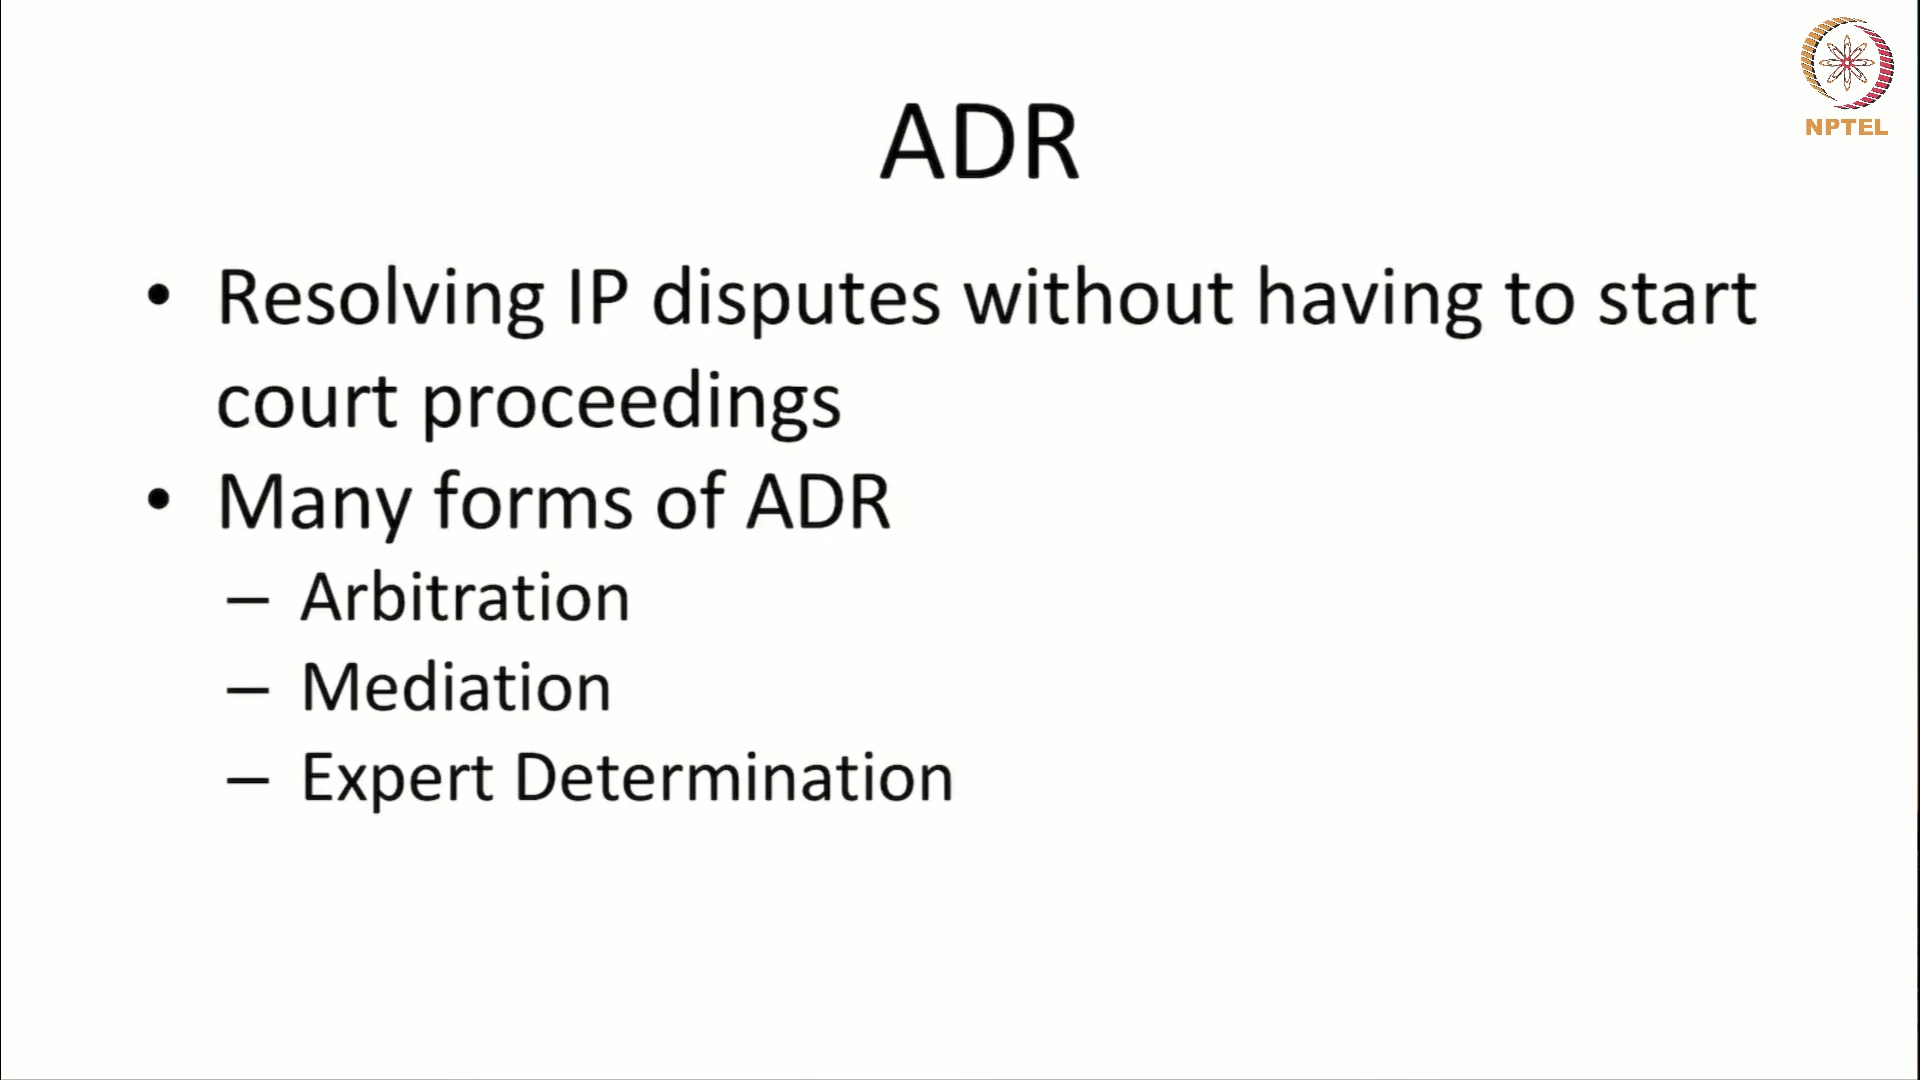 NPTEL
ADR
• Resolving IP disputes without having to start
court proceedings
• Many forms of ADR
– Arbitration
– Mediation
– Expert Determination